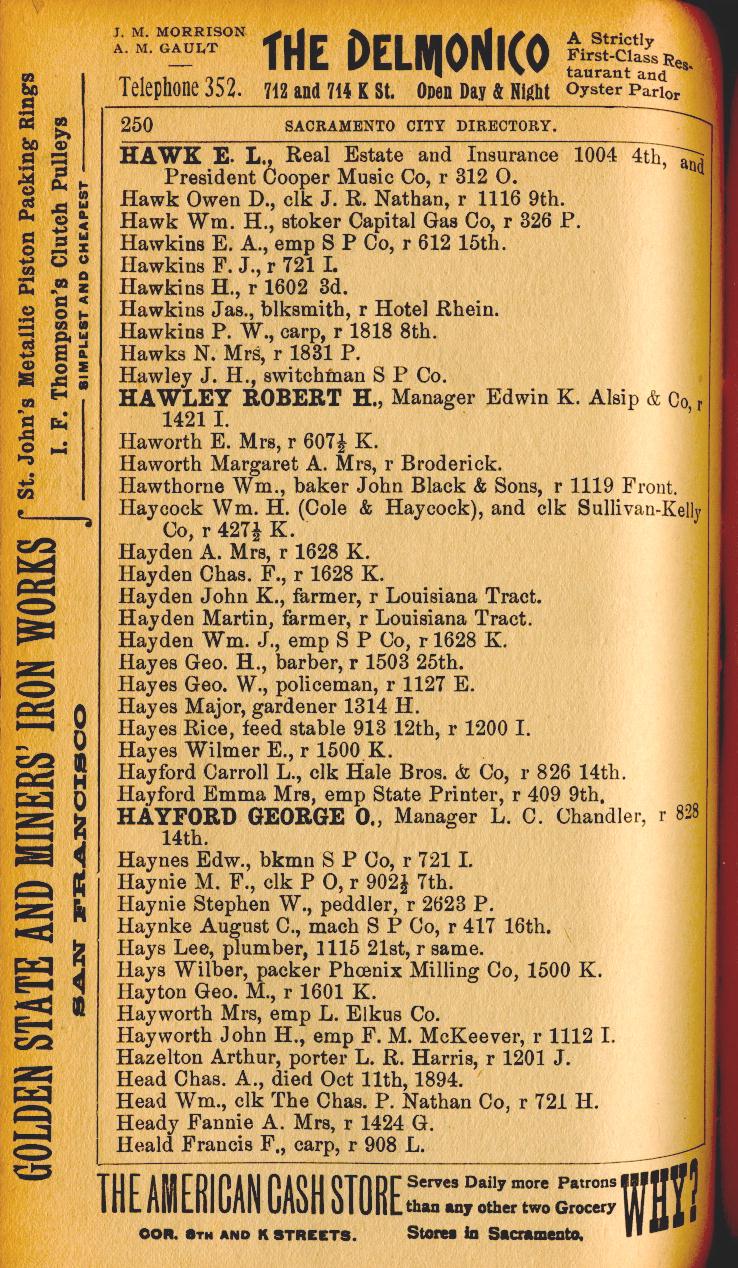 J. M. MORRISON
A. M. GAULT
Telephone 352.
THE DELMONICO
712 and 714 K St. Open Day & Night
A Strictly
First-Class Res-
taurant and
Oyster Parlor
250 SACRAMENTO CITY DIRECTORY.
HAWK E. L., Real Estate and Insurance 1004 4th, and
President Cooper Music Co, r 312 O.
Hawk Owen D., clk J. R. Nathan, r 1116 9th.
Hawk Wm. H., stoker Capital Gas Co, r 326 P.
Hawkins E. A., emp S P Co, r 612 15th.
Hawkins F. J., r 721 I.
Hawkins H., r 1602 3d.
Hawkins Jas., blksmith, r Hotel Rhein.
Hawkins P. W., carp, r 1818 8th.
Hawks N. Mrs, r 1831 P.
Hawley J. H., switchman S P Co.
HAWLEY ROBERT H., Manager Edwin K. Alsip & Co, r
1421 I.
Haworth E. Mrs, r 607½ K.
Haworth Margaret A. Mrs, r Broderick.
Hawthorne Wm., baker John Black & Sons, r 1119 Front.
Haycock Wm. H. (Cole & Haycock), and clk Sullivan-Kelly
Co, r 427½ K.
Hayden A. Mrs, r 1628 K.
Hayden Chas. F., r 1628 K.
Hayden John K., farmer, r Louisiana Tract.
Hayden Martin, farmer, r Louisiana Tract.
Hayden Wm. J., emp S P Co, r 1628 K.
Hayes Geo. H., barber, r 1503 25th.
Hayes Geo. W., policeman, r 1127 E.
Hayes Major, gardener 1314 H.
Hayes Rice, feed stable 913 12th, r 1200 I.
Hayes Wilmer E., r 1500 K.
Hayford Carroll L., clk Hale Bros. & Co, r 826 14th.
Hayford Emma Mrs, emp State Printer, r 409 9th.
HAYFORD GEORGE O., Manager L. C. Chandler, r 828
14th.
Haynes Edw., bkmn S P Co, r 721 I.
Haynie M. F., clk P O, r 902½ 7th.
Haynie Stephen W., peddler, r 2623 P.
Haynke August C., mach S P Co, r 417 16th.
Hays Lee, plumber, 1115 21st, r same.
Hays Wilber, packer Phœnix Milling Co, 1500 K.
Hayton Geo. M., r 1601 K.
Hayworth Mrs, emp L. Elkus Co.
Hayworth John H., emp F. M. McKeever, r 1112 I.
Hazelton Arthur, porter L. R. Harris, r 1201 J.
Head Chas. A., died Oct 11th, 1894.
Head Wm., clk The Chas. P. Nathan Co, r 721 H.
Heady Fannie A. Mrs, r 1424 G.
Heald Francis F., carp, r 908 L.
THE AMERICAN CASH STORE
COR. 8TH AND K STREETS.
Serves Daily more Patrons
than any other two Grocery
Stores in Sacramento.
WHY?
GOLDEN STATE AND MINERS' IRON WORKS
SAN FRANCISCO
St. John's Metallic Piston Packing Rings
I. F. Thompson's Clutch Pulleys
SIMPLEST AND CHEAPEST